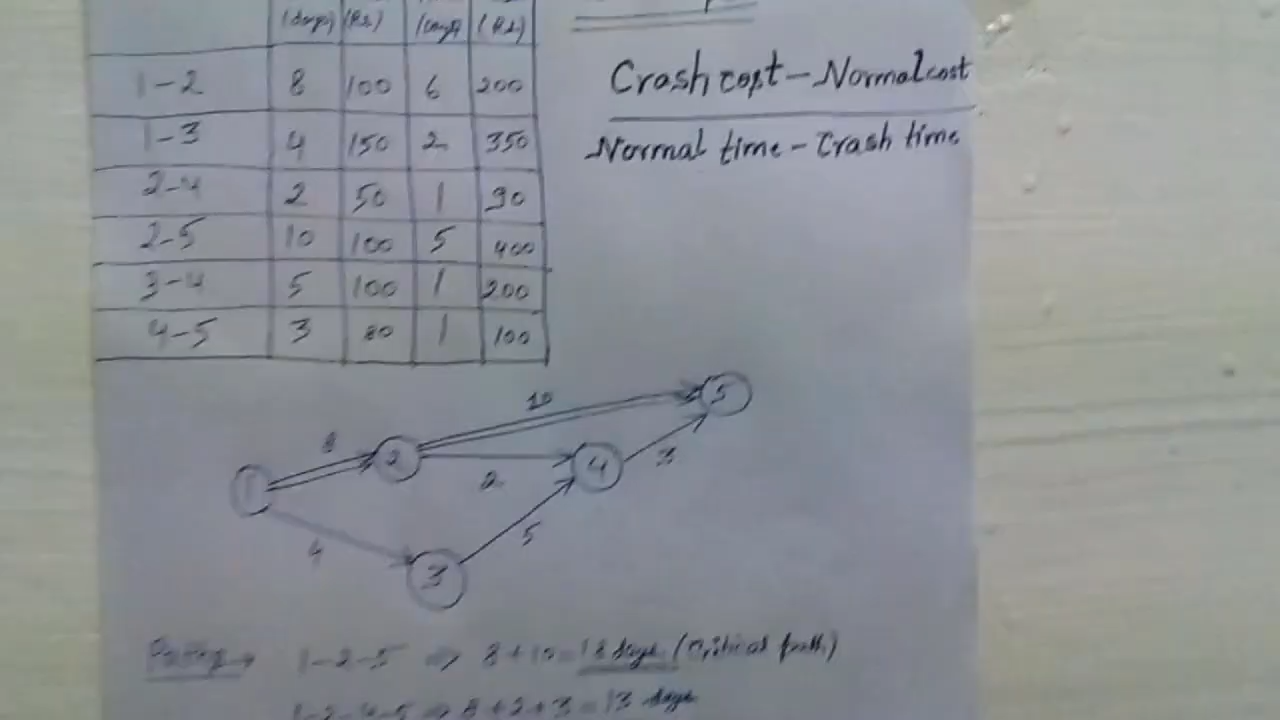 (days) (Rs.) (days) (Rs.)
Crash cost - Normal cost
Normal time - Crash time
1-2 8 100 6 200
1-3 4 150 2 350
2-4 2 50 1 90
2-5 10 100 5 400
3-4 5 100 1 200
4-5 3 80 1 100
10 5
8 2 4 3
1 2
4 5
3
1-2-5 ⇒ 8+10=18 days (Critical path)
1-2-4-5 ⇒ 8+2+3=13 days